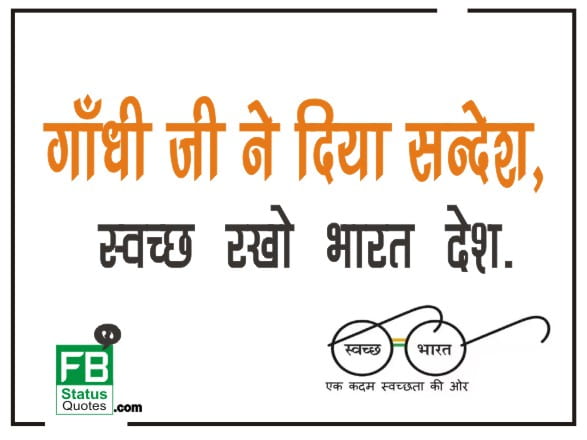 गाँधी जी ने दिया सन्देश,
स्वच्छ रखो भारत देश.
FB
Status
Quotes.com
स्वच्छ भारत
एक कदम स्वच्छता की ओर